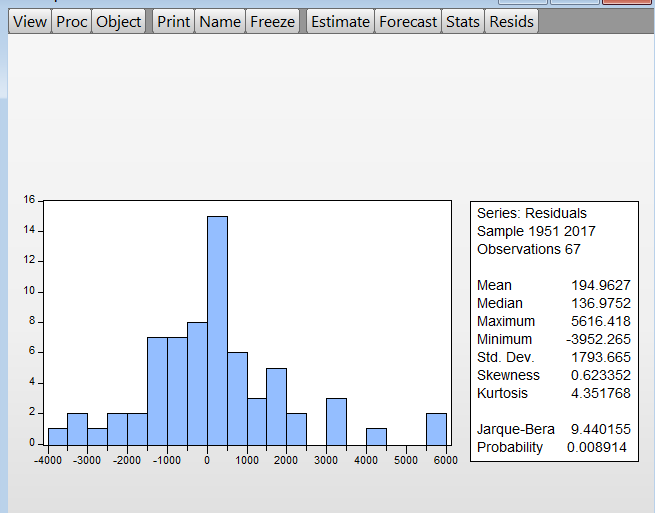 View Proc Object Print Name Freeze Estimate Forecast Stats Resids
16
14
12
10
8
6
4
2
0
-4000 -3000 -2000 -1000 0 1000 2000 3000 4000 5000 6000
Series: Residuals
Sample 1951 2017
Observations 67
Mean 194.9627
Median 136.9752
Maximum 5616.418
Minimum -3952.265
Std. Dev. 1793.665
Skewness 0.623352
Kurtosis 4.351768
Jarque-Bera 9.440155
Probability 0.008914